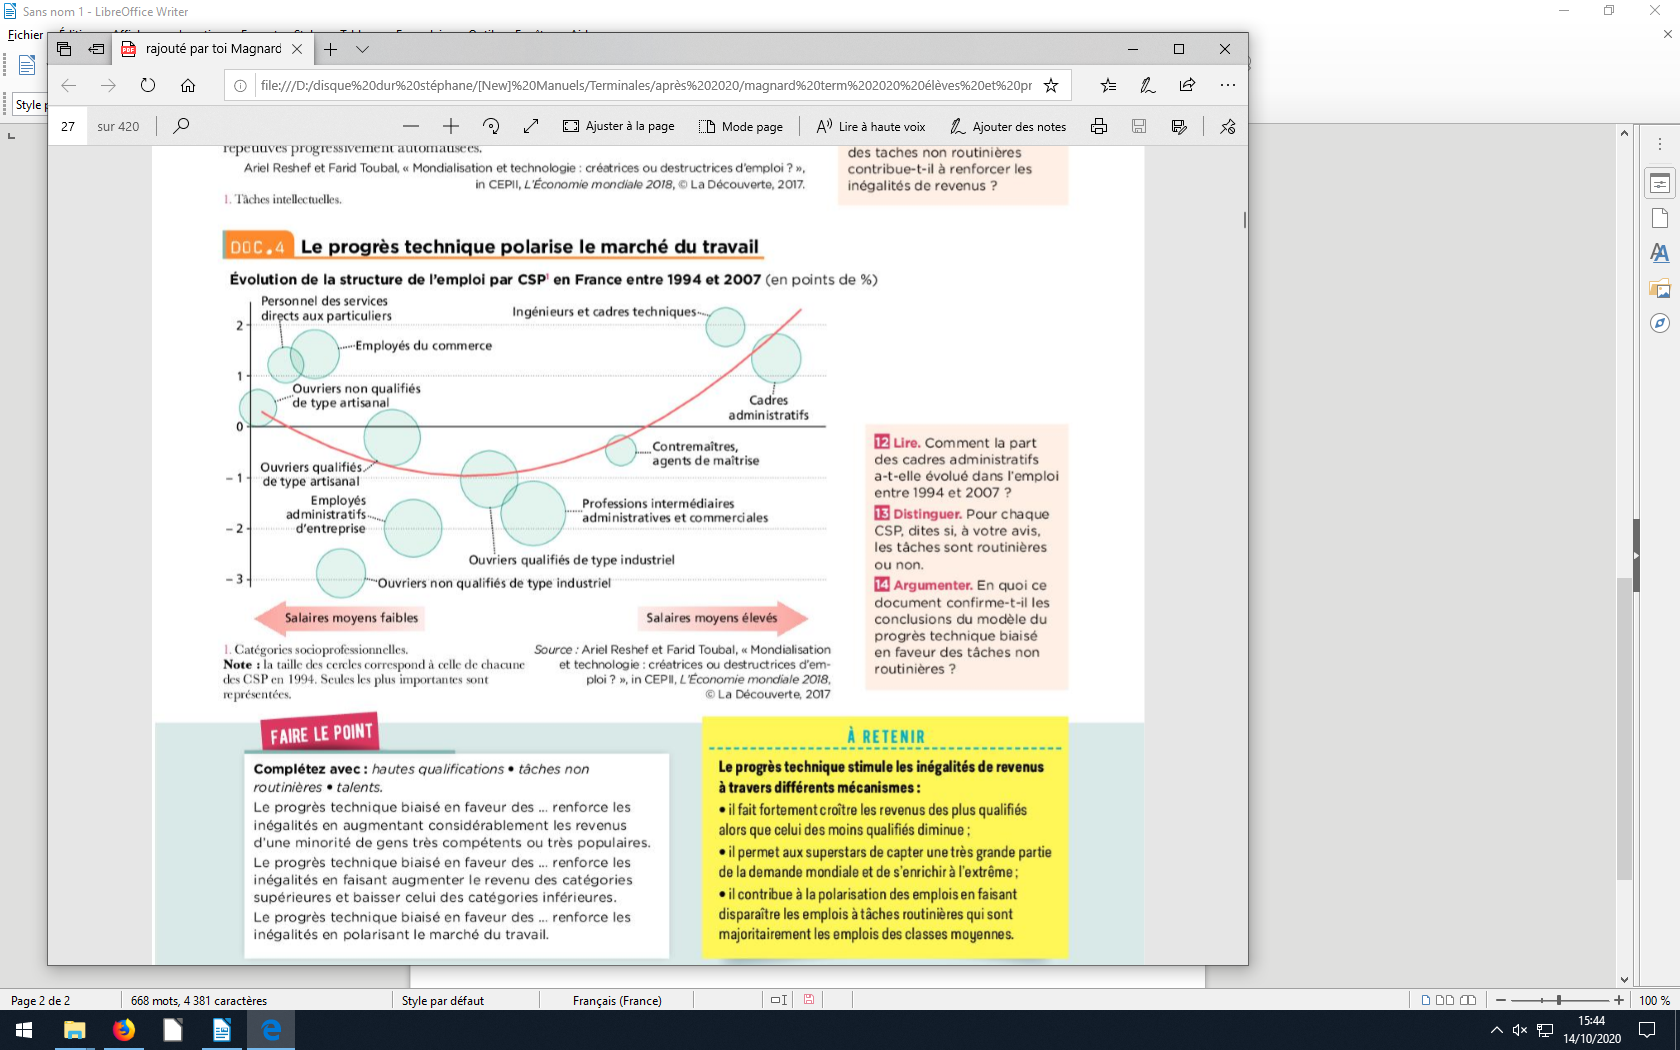 Sans nom 1 - LibreOffice Writer
Fichier
rajouté par toi Magnard
file:///D:/disque%20dur%20stéphane/[New]%20Manuels/Terminales/après%202020/magnard%20term%202020%20élèves%20et%20pr
27 sur 420
Ajuster à la page
Mode page
Lire à haute voix
Ajouter des notes
Style p
répétitives progressivement automatisées.
Ariel Reshef et Farid Toubal, « Mondialisation et technologie : créatrices ou destructrices d'emploi ? »,
in CEPII, L'Économie mondiale 2018, © La Découverte, 2017.
1. Tâches intellectuelles.
des taches non routinières
contribue-t-il à renforcer les
inégalités de revenus ?
DOC.4 Le progrès technique polarise le marché du travail
Évolution de la structure de l'emploi par CSP1 en France entre 1994 et 2007 (en points de %)
Personnel des services
directs aux particuliers
Ingénieurs et cadres techniques
2
Employés du commerce
1
Ouvriers non qualifiés
de type artisanal
Cadres
administratifs
0
Contremaîtres,
agents de maîtrise
Ouvriers qualifiés
de type artisanal
– 1
Employés
administratifs
d'entreprise
Professions intermédiaires
administratives et commerciales
– 2
Ouvriers qualifiés de type industriel
– 3
Ouvriers non qualifiés de type industriel
Salaires moyens faibles
Salaires moyens élevés
1. Catégories socioprofessionnelles.
Note : la taille des cercles correspond à celle de chacune
des CSP en 1994. Seules les plus importantes sont
représentées.
Source : Ariel Reshef et Farid Toubal, « Mondialisation
et technologie : créatrices ou destructrices d'em-
ploi ? », in CEPII, L'Économie mondiale 2018,
© La Découverte, 2017
12 Lire. Comment la part
des cadres administratifs
a-t-elle évolué dans l'emploi
entre 1994 et 2007 ?
13 Distinguer. Pour chaque
CSP, dites si, à votre avis,
les tâches sont routinières
ou non.
14 Argumenter. En quoi ce
document confirme-t-il les
conclusions du modèle du
progrès technique biaisé
en faveur des tâches non
routinières ?
FAIRE LE POINT
Complétez avec : hautes qualifications • tâches non
routinières • talents.
Le progrès technique biaisé en faveur des ... renforce les
inégalités en augmentant considérablement les revenus
d'une minorité de gens très compétents ou très populaires.
Le progrès technique biaisé en faveur des ... renforce les
inégalités en faisant augmenter le revenu des catégories
supérieures et baisser celui des catégories inférieures.
Le progrès technique biaisé en faveur des ... renforce les
inégalités en polarisant le marché du travail.
À RETENIR
Le progrès technique stimule les inégalités de revenus
à travers différents mécanismes :
• il fait fortement croître les revenus des plus qualifiés
alors que celui des moins qualifiés diminue ;
• il permet aux superstars de capter une très grande partie
de la demande mondiale et de s'enrichir à l'extrême ;
• il contribue à la polarisation des emplois en faisant
disparaître les emplois à tâches routinières qui sont
majoritairement les emplois des classes moyennes.
Page 2 de 2
668 mots, 4 381 caractères
Style par défaut
Français (France)
100 %
15:44
14/10/2020